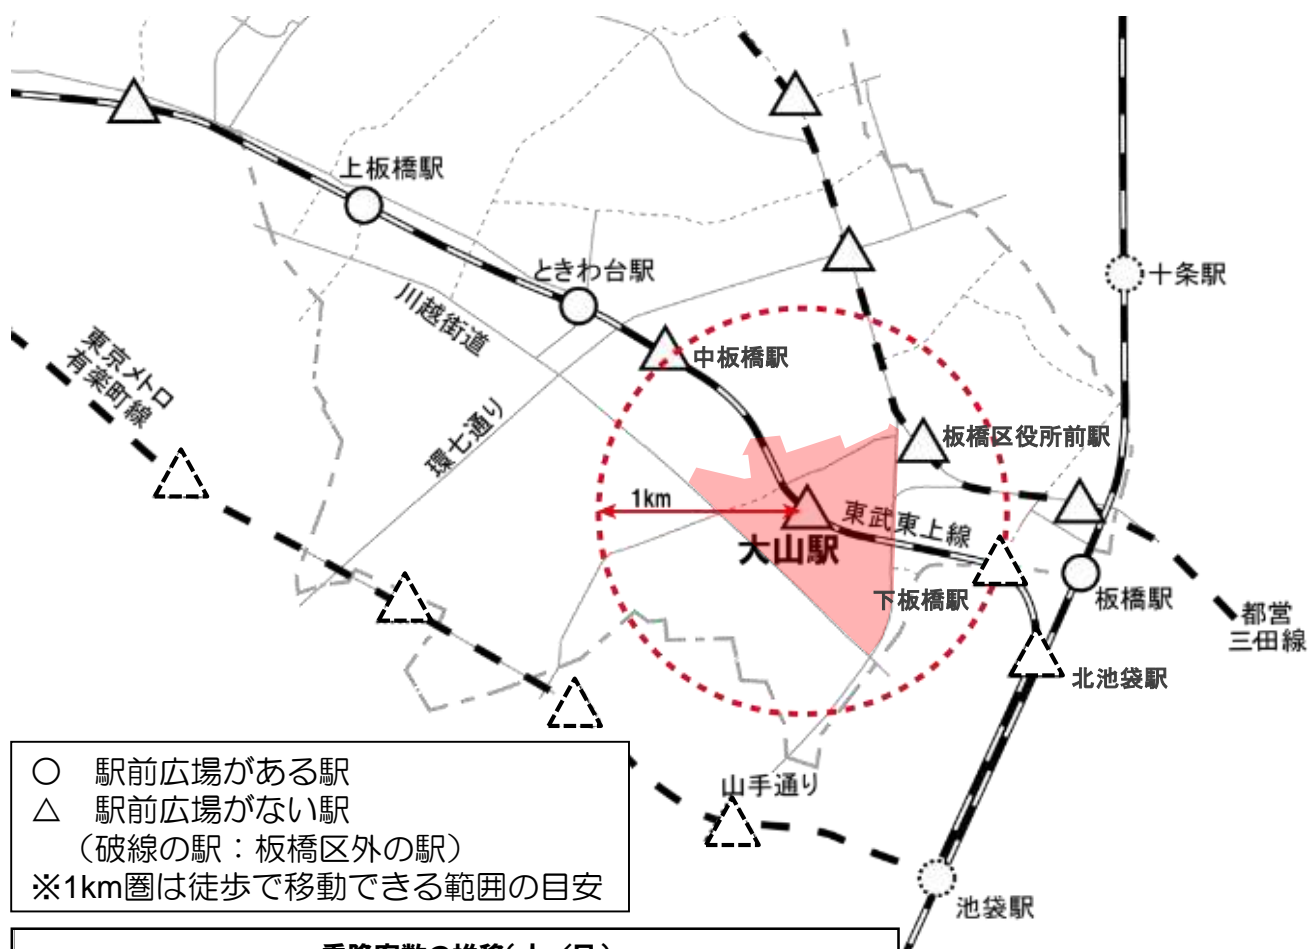 上板橋駅
ときわ台駅
十条駅
川越街道
東京メトロ
有楽町線
中板橋駅
環七通り
板橋区役所前駅
1km
東武東上線
大山駅
下板橋駅
板橋駅
都営
三田線
北池袋駅
山手通り
池袋駅
○ 駅前広場がある駅
△ 駅前広場がない駅
（破線の駅：板橋区外の駅）
※1km圏は徒歩で移動できる範囲の目安